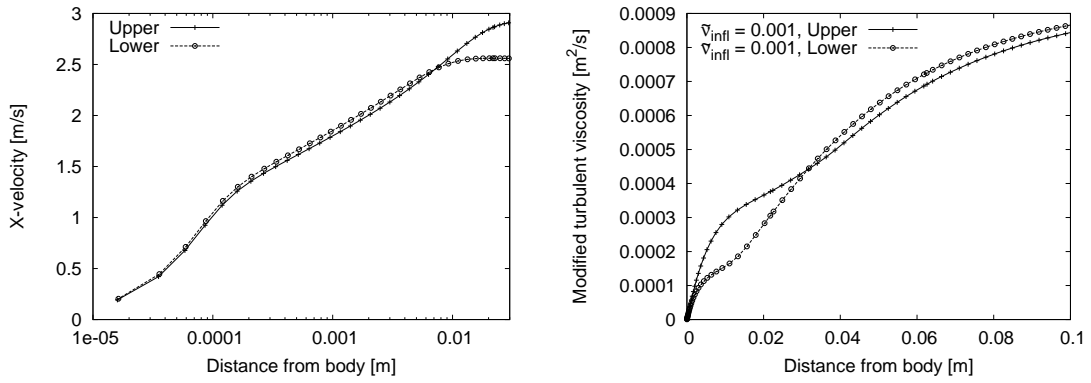 Upper
Lower
3
2.5
2
1.5
1
0.5
0
1e-05
0.0001
0.001
0.01
X-velocity [m/s]
Distance from body [m]
ṽinfl = 0.001, Upper
ṽinfl = 0.001, Lower
0.0009
0.0008
0.0007
0.0006
0.0005
0.0004
0.0003
0.0002
0.0001
0
0
0.02
0.04
0.06
0.08
0.1
Modified turbulent viscosity [m²/s]
Distance from body [m]